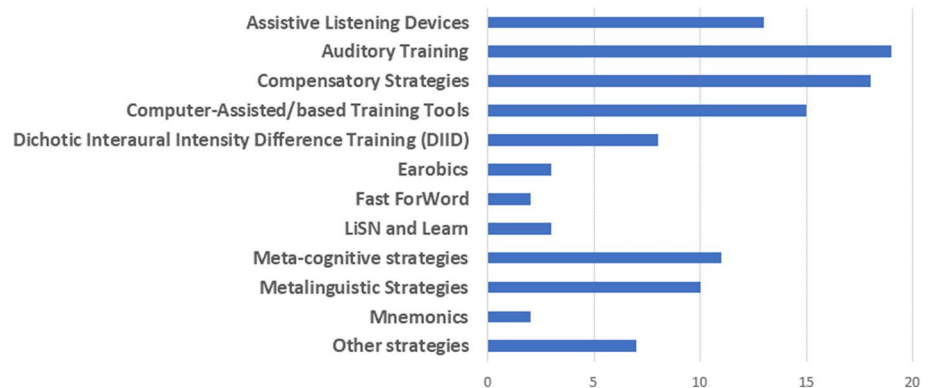 Assistive Listening Devices
Auditory Training
Compensatory Strategies
Computer-Assisted/based Training Tools
Dichotic Interaural Intensity Difference Training (DIID)
Earobics
Fast ForWord
LiSN and Learn
Meta-cognitive strategies
Metalinguistic Strategies
Mnemonics
Other strategies
0 5 10 15 20